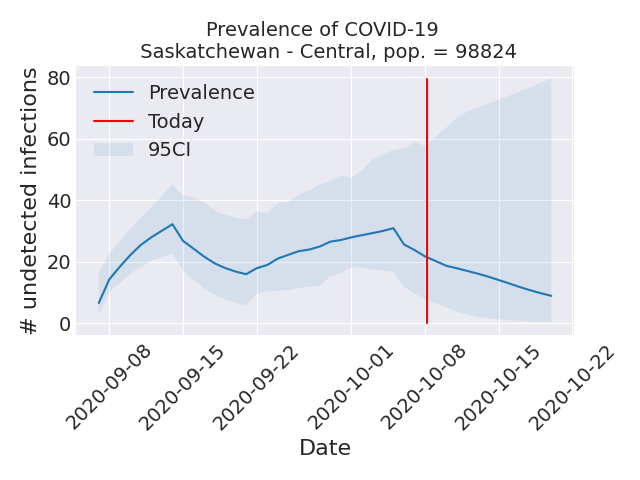 Prevalence of COVID-19
Saskatchewan - Central, pop. = 98824
# undetected infections
80
60
40
20
0
Prevalence
Today
95CI
2020-09-08
2020-09-15
2020-09-22
2020-10-01
2020-10-08
2020-10-15
2020-10-22
Date